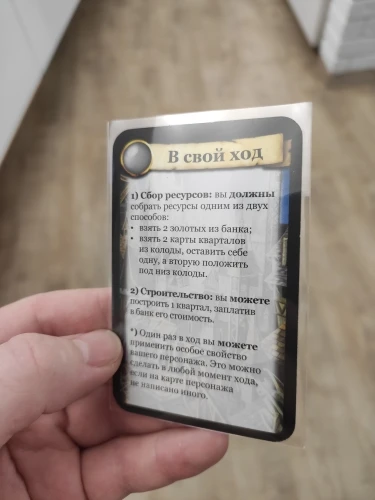 В свой ход
1) Сбор ресурсов: вы должны
собрать ресурсы одним из двух
способов:
• взять 2 золотых из банка;
• взять 2 карты кварталов
из колоды, оставить себе
одну, а вторую положить
под низ колоды.
2) Строительство: вы можете
построить 1 квартал, заплатив
в банк его стоимость.
*) Один раз в ход вы можете
применить особое свойство
вашего персонажа. Это можно
сделать в любой момент хода,
если на карте персонажа
не написано иного.